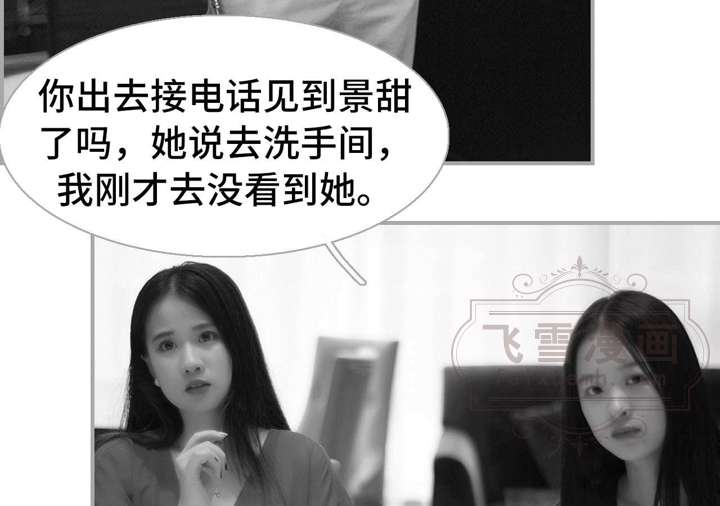 你出去接电话见到景甜
了吗，她说去洗手间，
我刚才去没看到她。
飞雪漫画